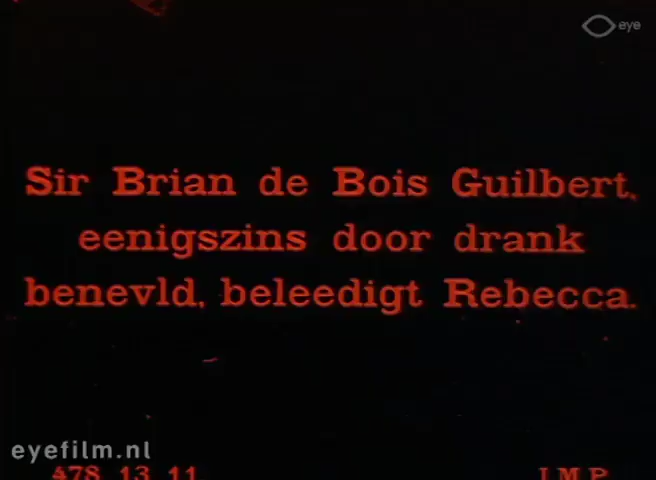 eye
Sir Brian de Bois Guilbert,
eenigszins door drank
benevld, beleedigt Rebecca.
eyefilm.nl
478 13 11 I M P